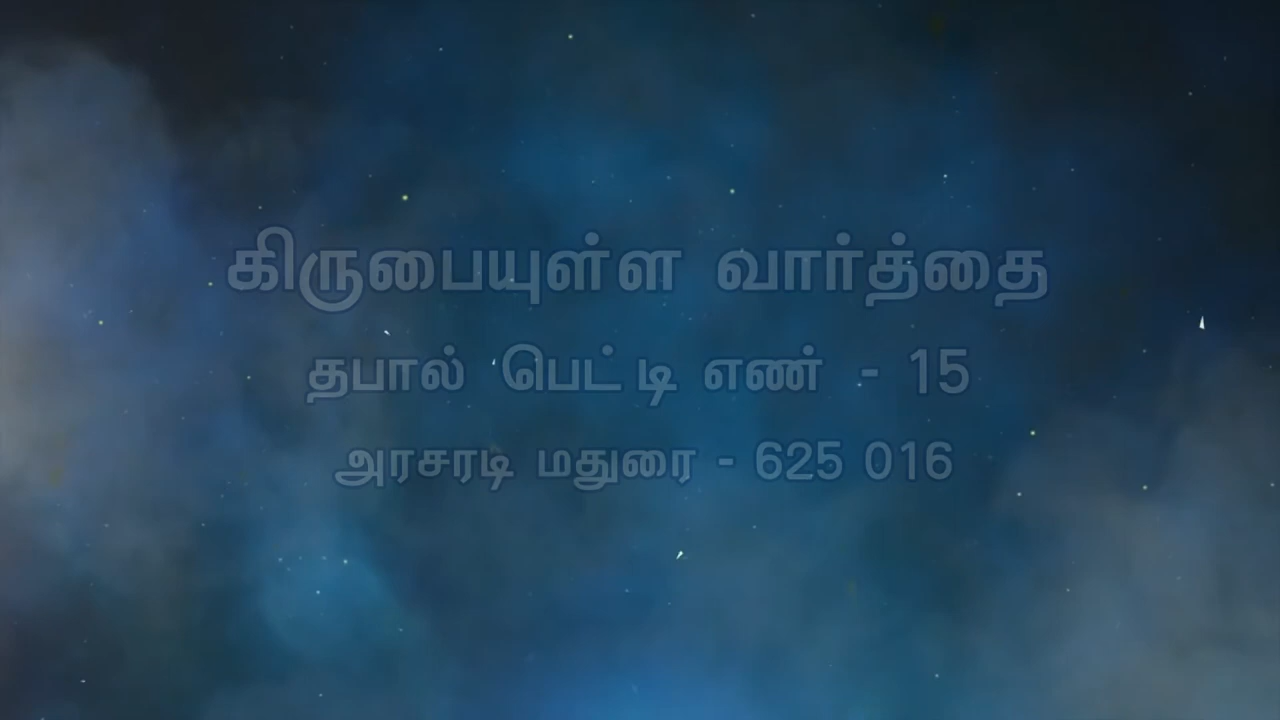 கிருபையுள்ள வார்த்தை
தபால் பெட்டி எண் - 15
அரசரடி மதுரை - 625 016